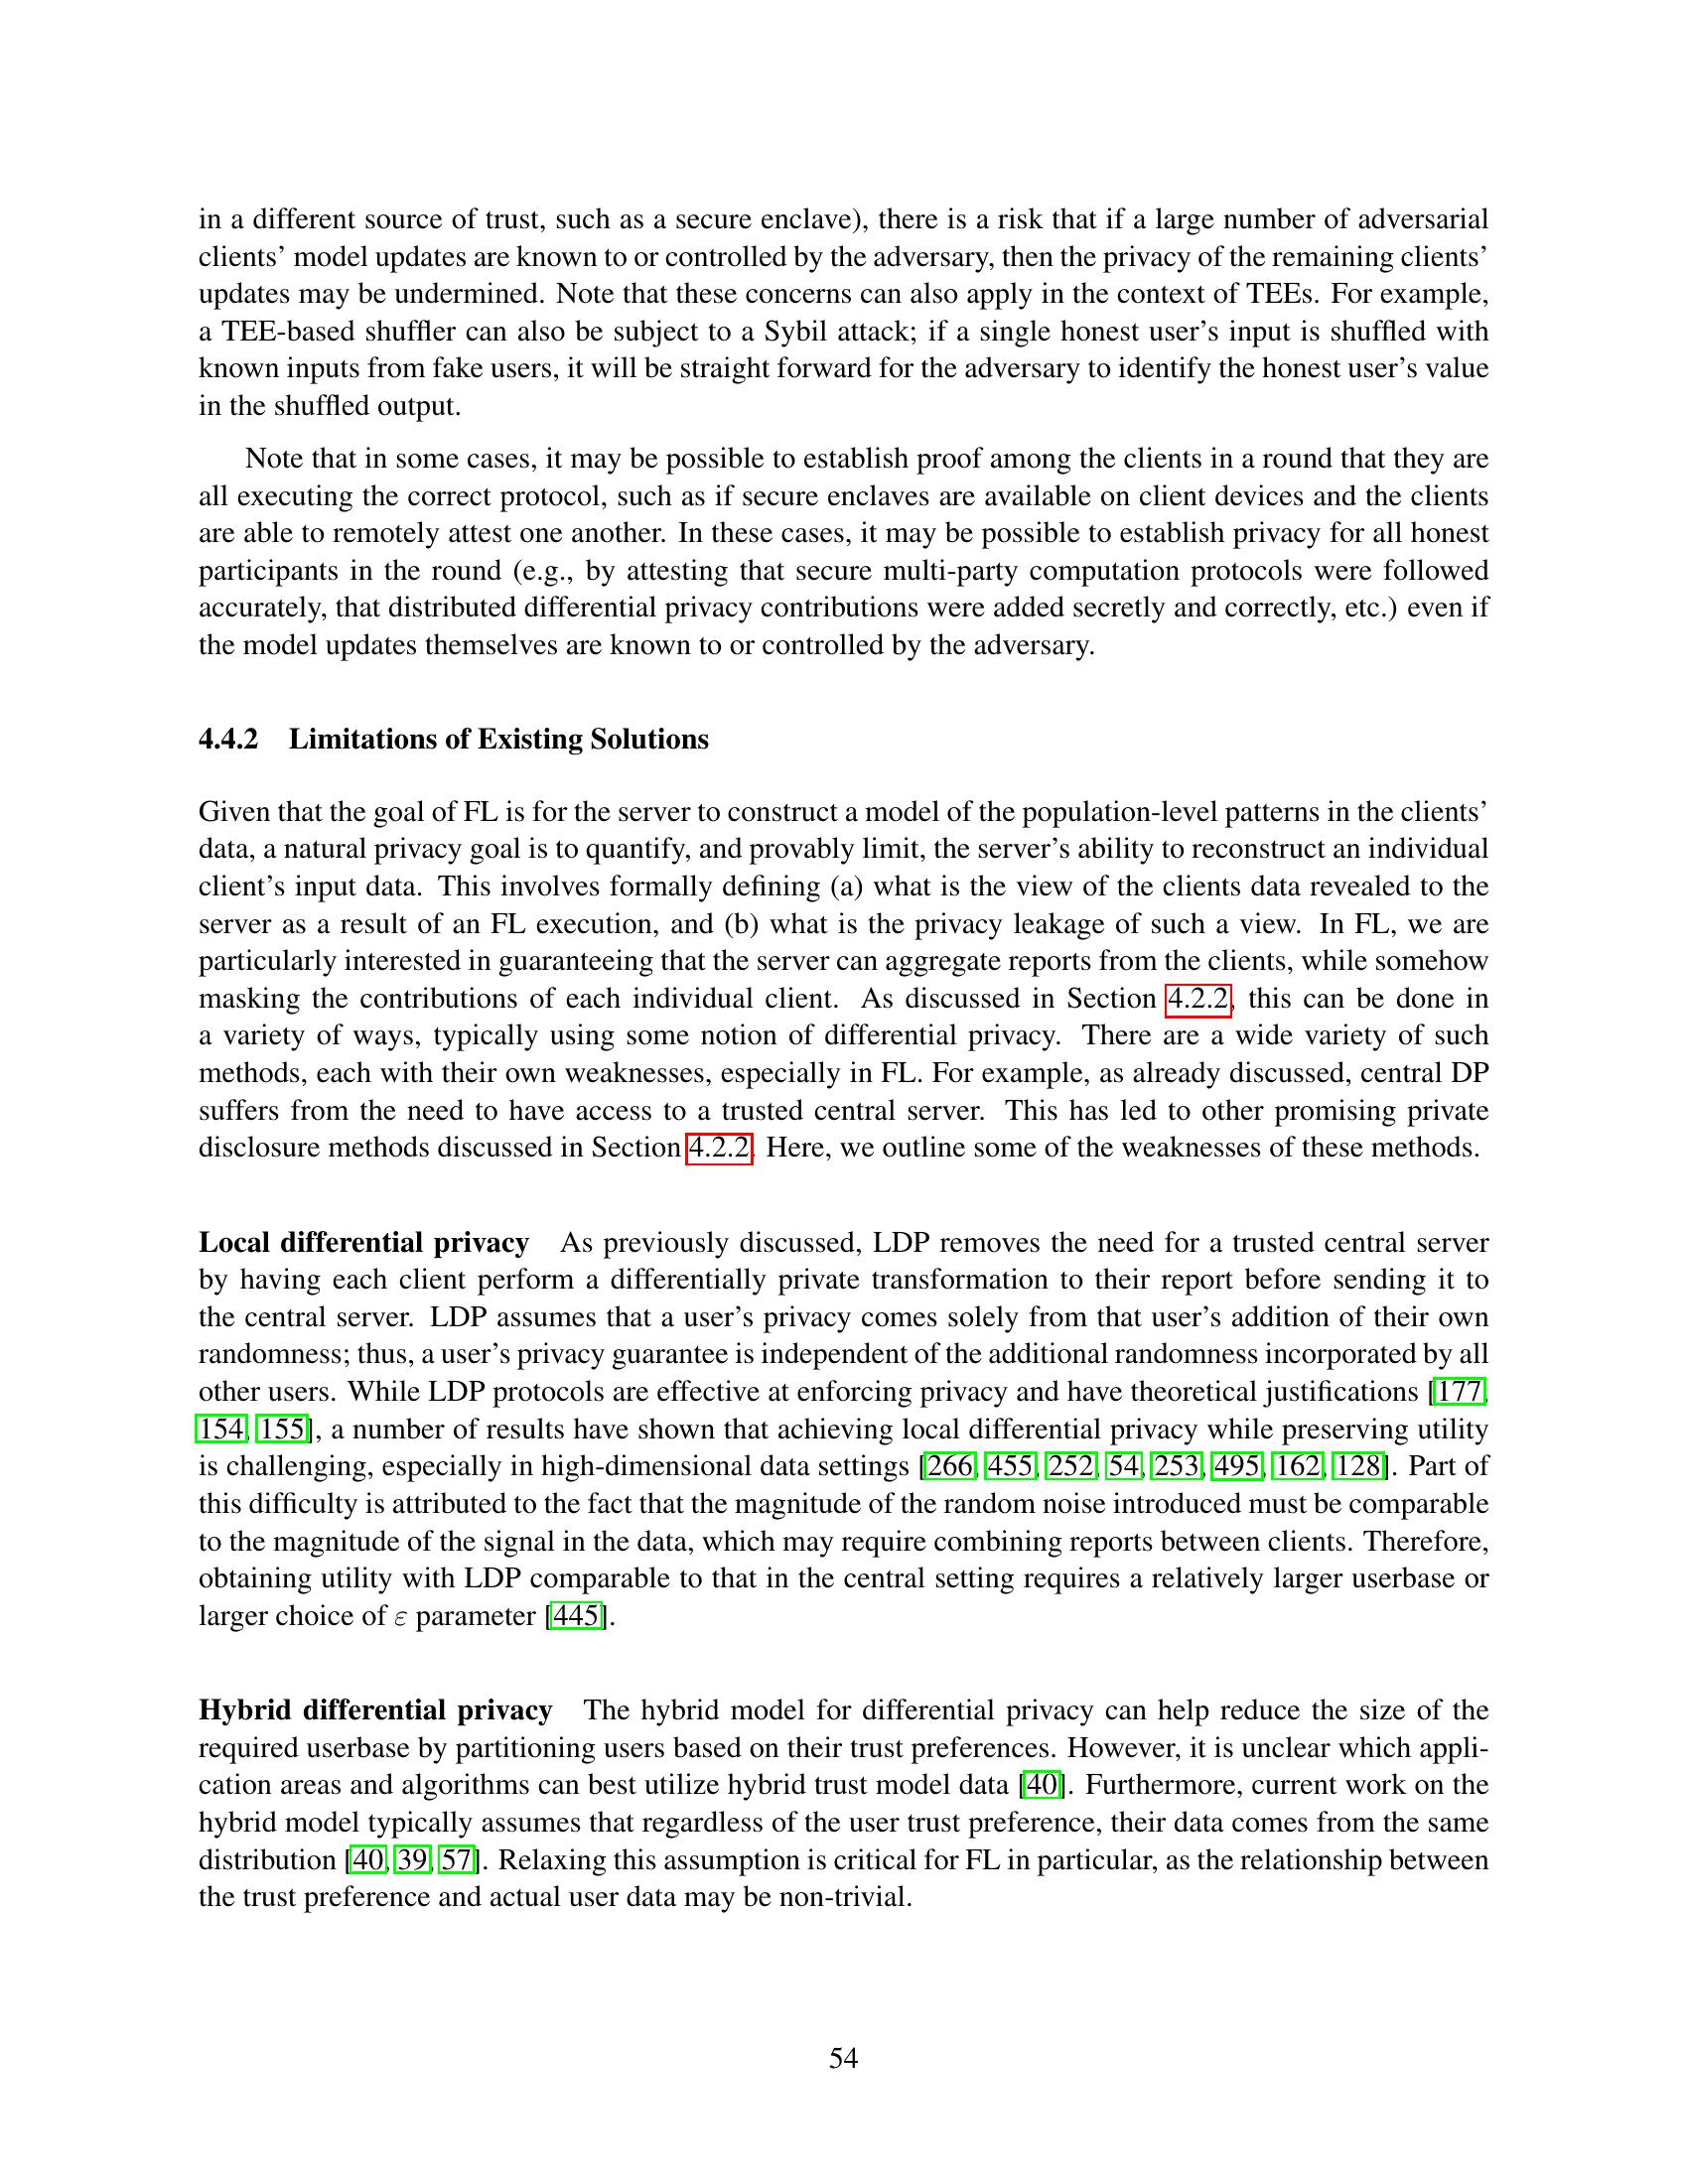 in a different source of trust, such as a secure enclave), there is a risk that if a large number of adversarial
clients’ model updates are known to or controlled by the adversary, then the privacy of the remaining clients’
updates may be undermined. Note that these concerns can also apply in the context of TEEs. For example,
a TEE-based shuffler can also be subject to a Sybil attack; if a single honest user’s input is shuffled with
known inputs from fake users, it will be straight forward for the adversary to identify the honest user’s value
in the shuffled output.
Note that in some cases, it may be possible to establish proof among the clients in a round that they are
all executing the correct protocol, such as if secure enclaves are available on client devices and the clients
are able to remotely attest one another. In these cases, it may be possible to establish privacy for all honest
participants in the round (e.g., by attesting that secure multi-party computation protocols were followed
accurately, that distributed differential privacy contributions were added secretly and correctly, etc.) even if
the model updates themselves are known to or controlled by the adversary.
4.4.2 Limitations of Existing Solutions
Given that the goal of FL is for the server to construct a model of the population-level patterns in the clients’
data, a natural privacy goal is to quantify, and provably limit, the server’s ability to reconstruct an individual
client’s input data. This involves formally defining (a) what is the view of the clients data revealed to the
server as a result of an FL execution, and (b) what is the privacy leakage of such a view. In FL, we are
particularly interested in guaranteeing that the server can aggregate reports from the clients, while somehow
masking the contributions of each individual client. As discussed in Section 4.2.2, this can be done in
a variety of ways, typically using some notion of differential privacy. There are a wide variety of such
methods, each with their own weaknesses, especially in FL. For example, as already discussed, central DP
suffers from the need to have access to a trusted central server. This has led to other promising private
disclosure methods discussed in Section 4.2.2. Here, we outline some of the weaknesses of these methods.
Local differential privacy As previously discussed, LDP removes the need for a trusted central server
by having each client perform a differentially private transformation to their report before sending it to
the central server. LDP assumes that a user’s privacy comes solely from that user’s addition of their own
randomness; thus, a user’s privacy guarantee is independent of the additional randomness incorporated by all
other users. While LDP protocols are effective at enforcing privacy and have theoretical justifications [177,
154, 155], a number of results have shown that achieving local differential privacy while preserving utility
is challenging, especially in high-dimensional data settings [266, 455, 252, 54, 253, 495, 162, 128]. Part of
this difficulty is attributed to the fact that the magnitude of the random noise introduced must be comparable
to the magnitude of the signal in the data, which may require combining reports between clients. Therefore,
obtaining utility with LDP comparable to that in the central setting requires a relatively larger userbase or
larger choice of ε parameter [445].
Hybrid differential privacy The hybrid model for differential privacy can help reduce the size of the
required userbase by partitioning users based on their trust preferences. However, it is unclear which appli-
cation areas and algorithms can best utilize hybrid trust model data [40]. Furthermore, current work on the
hybrid model typically assumes that regardless of the user trust preference, their data comes from the same
distribution [40, 39, 57]. Relaxing this assumption is critical for FL in particular, as the relationship between
the trust preference and actual user data may be non-trivial.
54